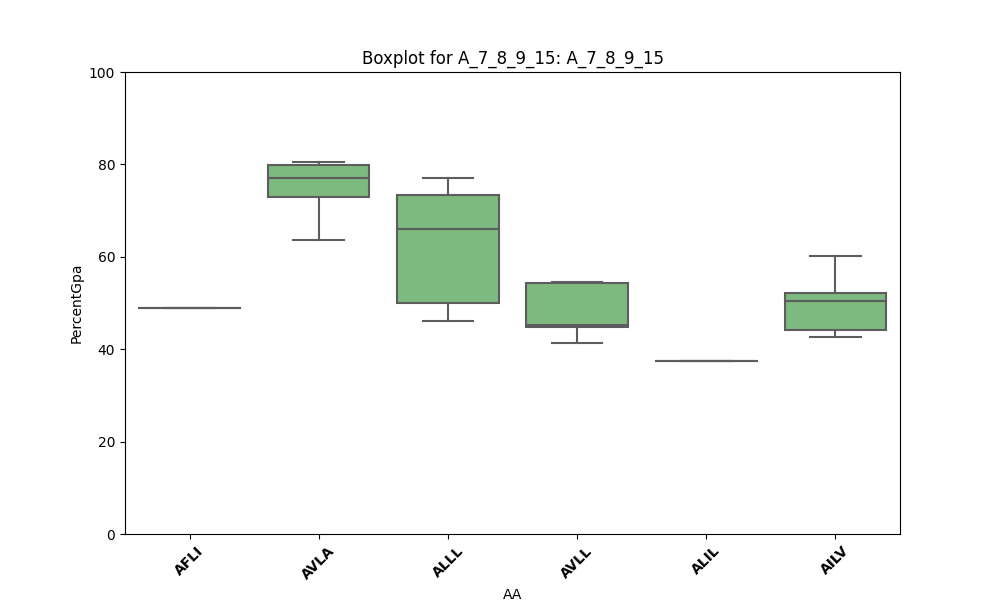 Boxplot for A_7_8_9_15: A_7_8_9_15
100
80
60
40
20
0
PercentGpa
AFLI
AVLA
ALLL
AVLL
ALIL
AILV
AA